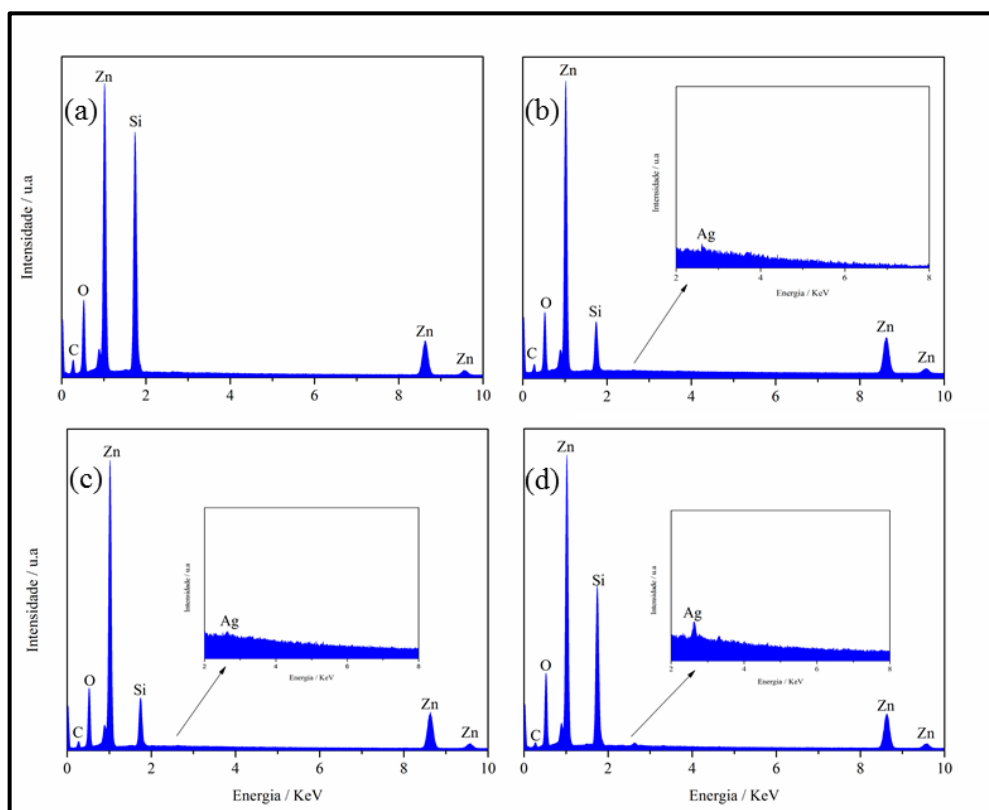 (a)
Zn
Si
O
C
Zn
Zn
0 2 4 6 8 10
Intensidade / u.a
(b)
Zn
O
C
Si
Zn
Zn
0 2 4 6 8 10
Ag
2 4 6 8
Intensidade / u.a
Energia / KeV
(c)
Zn
O
C
Si
Zn
Zn
0 2 4 6 8 10
Intensidade / u.a
Energia / KeV
Ag
2 4 6 8
Intensidade / u.a
Energia / KeV
(d)
Zn
Si
O
C
Zn
Zn
0 2 4 6 8 10
Energia / KeV
Ag
2 4 6 8
Intensidade / u.a
Energia / KeV